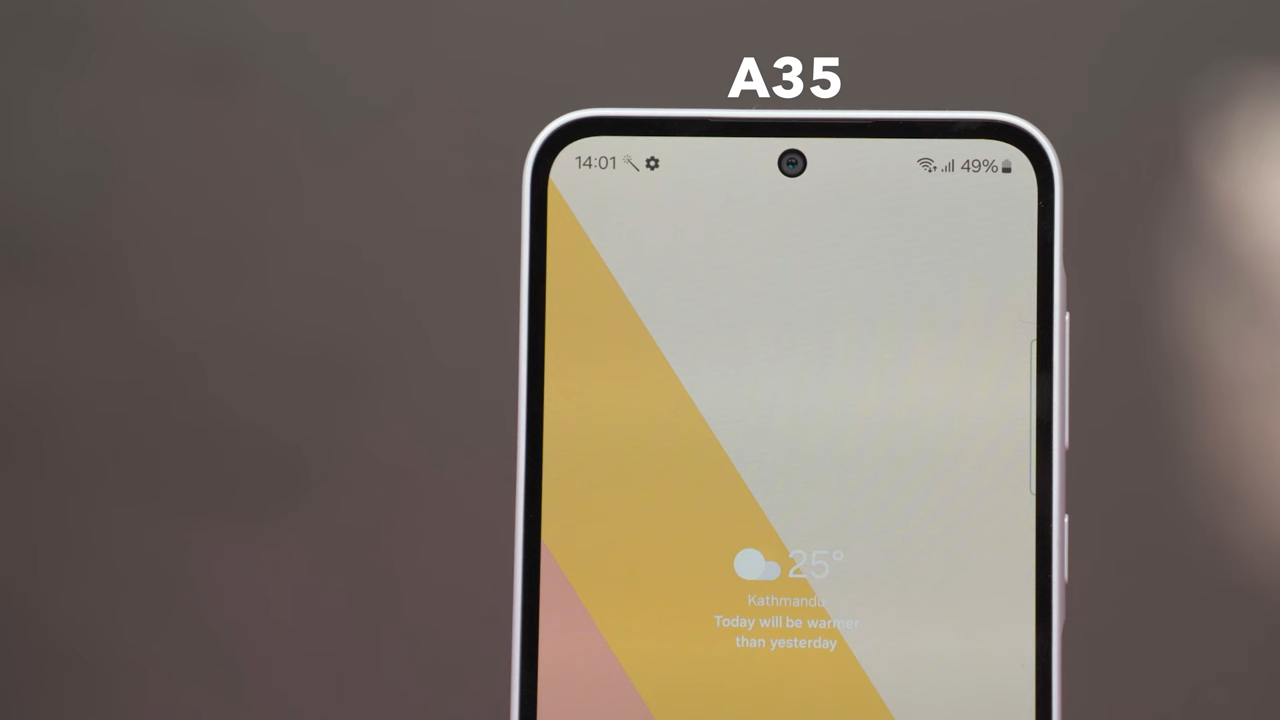 A35
14:01
49%
25°
Kathmandu
Today will be warmer
than yesterday